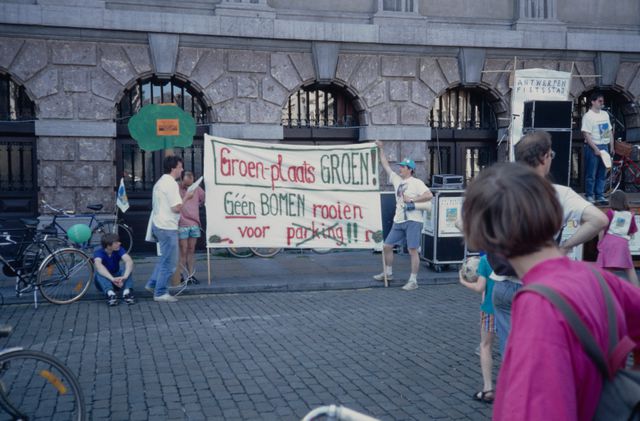 ANTWERPEN
FIETSSTAD
Groen-plaats GROEN!
Géén BOMEN rooien
voor parking!!